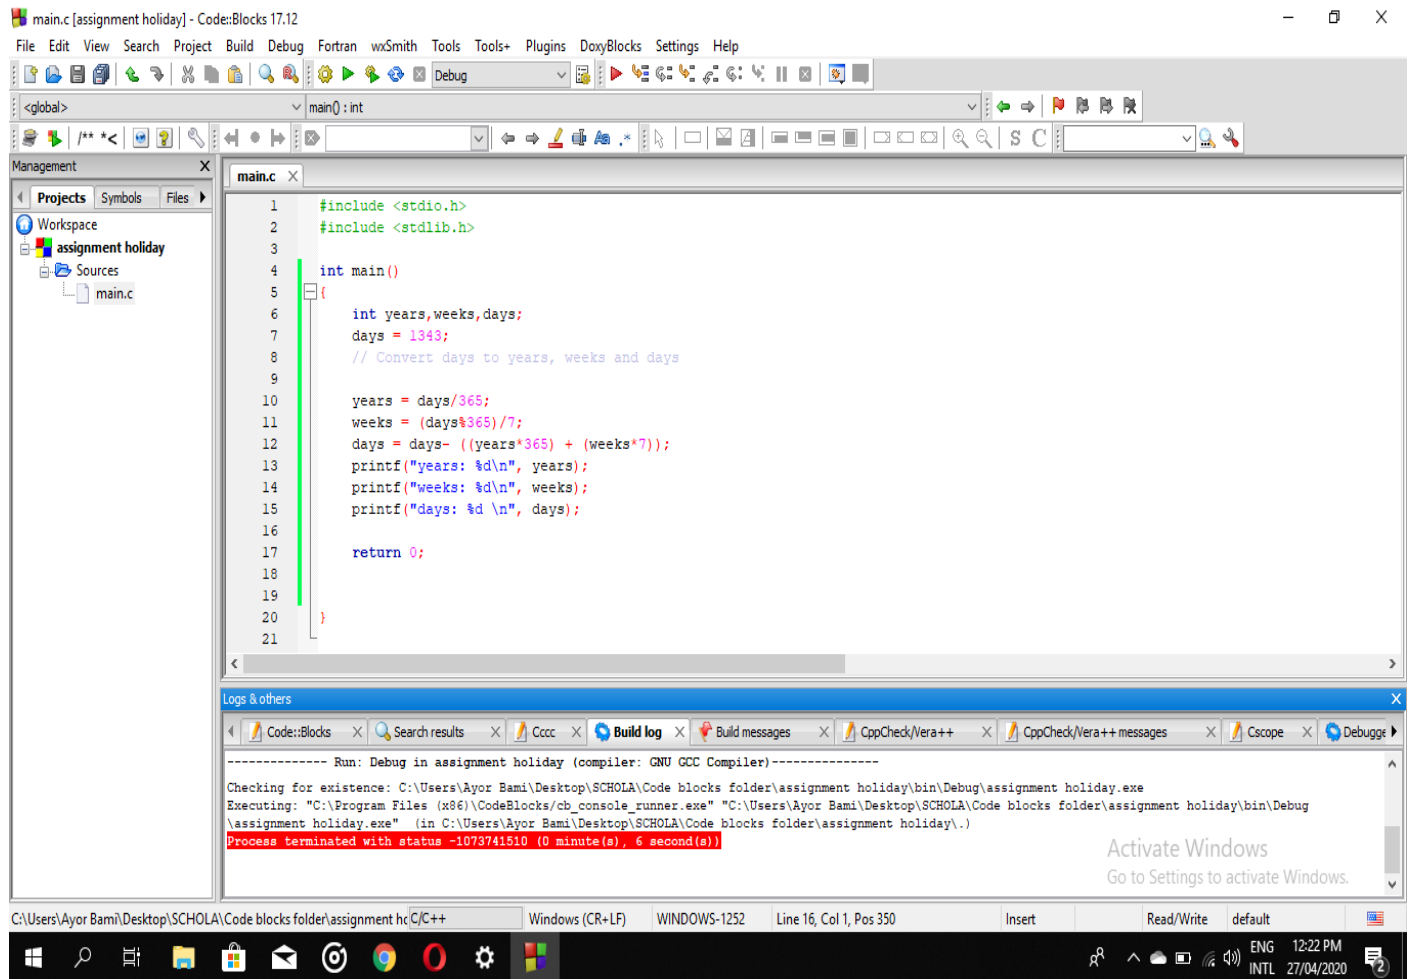 main.c [assignment holiday] - Code::Blocks 17.12
File Edit View Search Project Build Debug Fortran wxSmith Tools Tools+ Plugins DoxyBlocks Settings Help
Debug
<global> main() : int
/** *<
S C
Management
main.c
Projects Symbols Files
Workspace
assignment holiday
Sources
main.c
1 #include <stdio.h>
2 #include <stdlib.h>
3
4 int main()
5 {
6 int years,weeks,days;
7 days = 1343;
8 // Convert days to years, weeks and days
9
10 years = days/365;
11 weeks = (days%365)/7;
12 days = days- ((years*365) + (weeks*7));
13 printf("years: %d\n", years);
14 printf("weeks: %d\n", weeks);
15 printf("days: %d \n", days);
16
17 return 0;
18
19
20 }
21
Logs & others
Code::Blocks Search results Cccc Build log Build messages CppCheck/Vera++ CppCheck/Vera++ messages Cscope Debugge
-------------- Run: Debug in assignment holiday (compiler: GNU GCC Compiler)---------------
Checking for existence: C:\Users\Ayor Bami\Desktop\SCHOLA\Code blocks folder\assignment holiday\bin\Debug\assignment holiday.exe
Executing: "C:\Program Files (x86)\CodeBlocks/cb_console_runner.exe" "C:\Users\Ayor Bami\Desktop\SCHOLA\Code blocks folder\assignment holiday\bin\Debug
\assignment holiday.exe" (in C:\Users\Ayor Bami\Desktop\SCHOLA\Code blocks folder\assignment holiday\.)
Process terminated with status -1073741510 (0 minute(s), 6 second(s))
Activate Windows
Go to Settings to activate Windows.
C:\Users\Ayor Bami\Desktop\SCHOLA\Code blocks folder\assignment hc C/C++ Windows (CR+LF) WINDOWS-1252 Line 16, Col 1, Pos 350 Insert Read/Write default
ENG 12:22 PM
INTL 27/04/2020 2